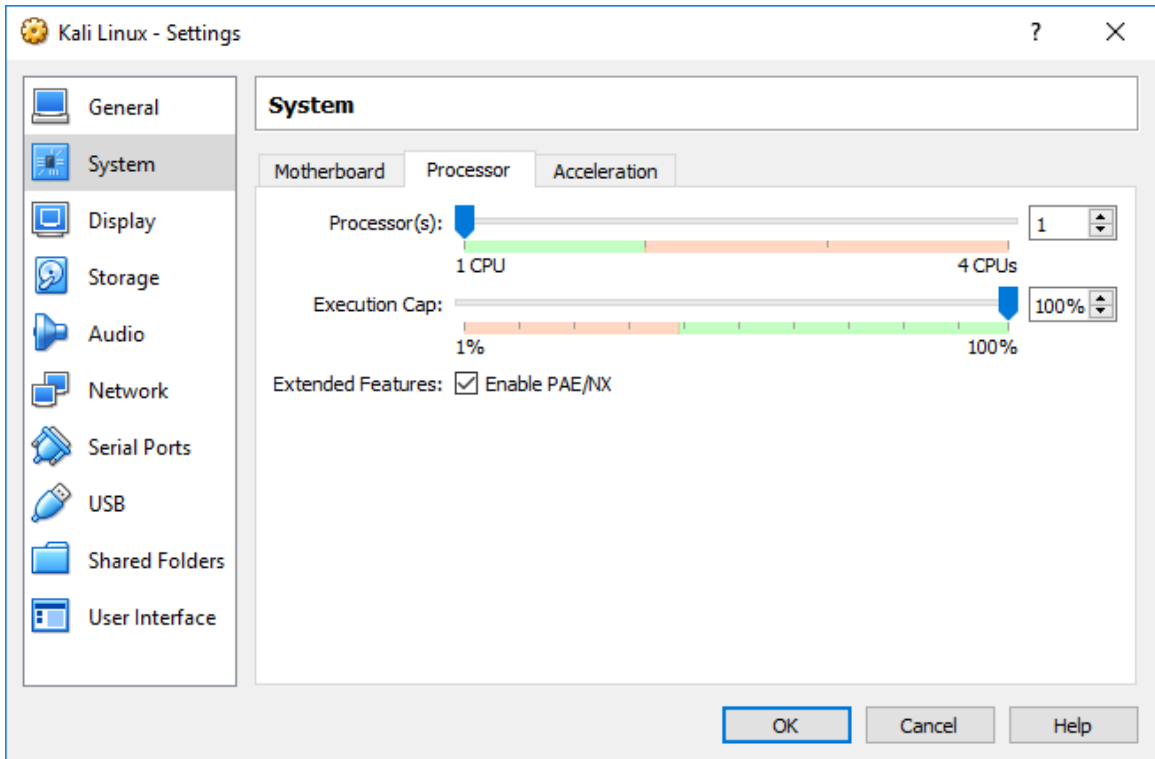 Kali Linux - Settings
?
General
System
Display
Storage
Audio
Network
Serial Ports
USB
Shared Folders
User Interface
System
Motherboard Processor Acceleration
Processor(s): 1
1 CPU 4 CPUs
Execution Cap: 100%
1% 100%
Extended Features: Enable PAE/NX
OK Cancel Help